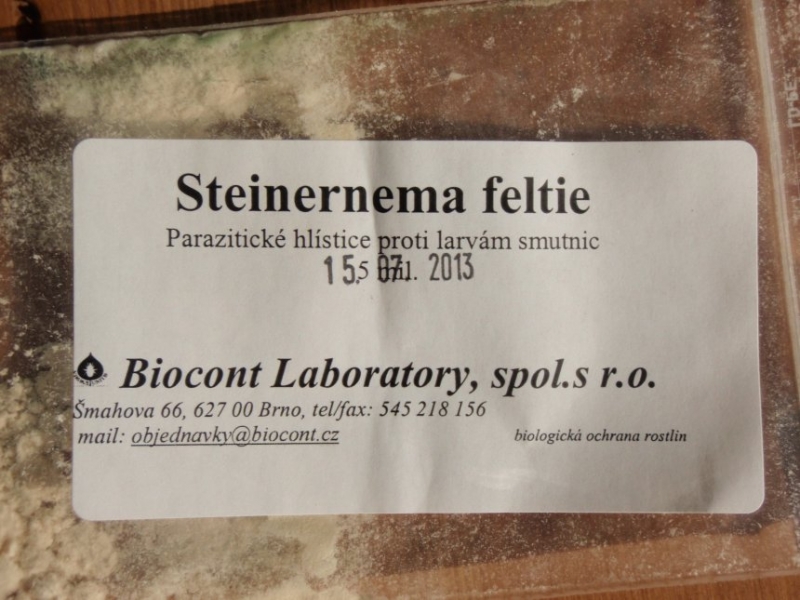 Steinernema feltie
Parazitické hlístice proti larvám smutnic
15. 07. 2013
Biocont Laboratory, spol.s r.o.
Šmahova 66, 627 00 Brno, tel/fax: 545 218 156
mail: objednavky@biocont.cz
biologická ochrana rostlin